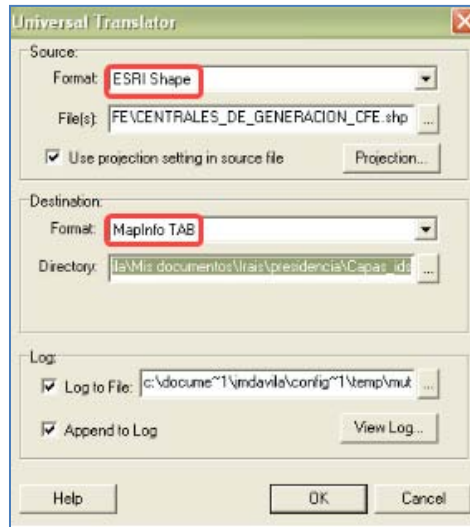 Universal Translator
Source:
Format: ESRI Shape
File(s): FE\CENTRALES_DE_GENERACION_CFE.shp ...
Use projection setting in source file Projection...
Destination:
Format: MapInfo TAB
Directory: lla\Mis documentos\Irais\presidencia\Capas_ids ...
Log:
Log to File: c:\docume~1\jmdavila\config~1\temp\mut ...
Append to Log View Log...
Help OK Cancel